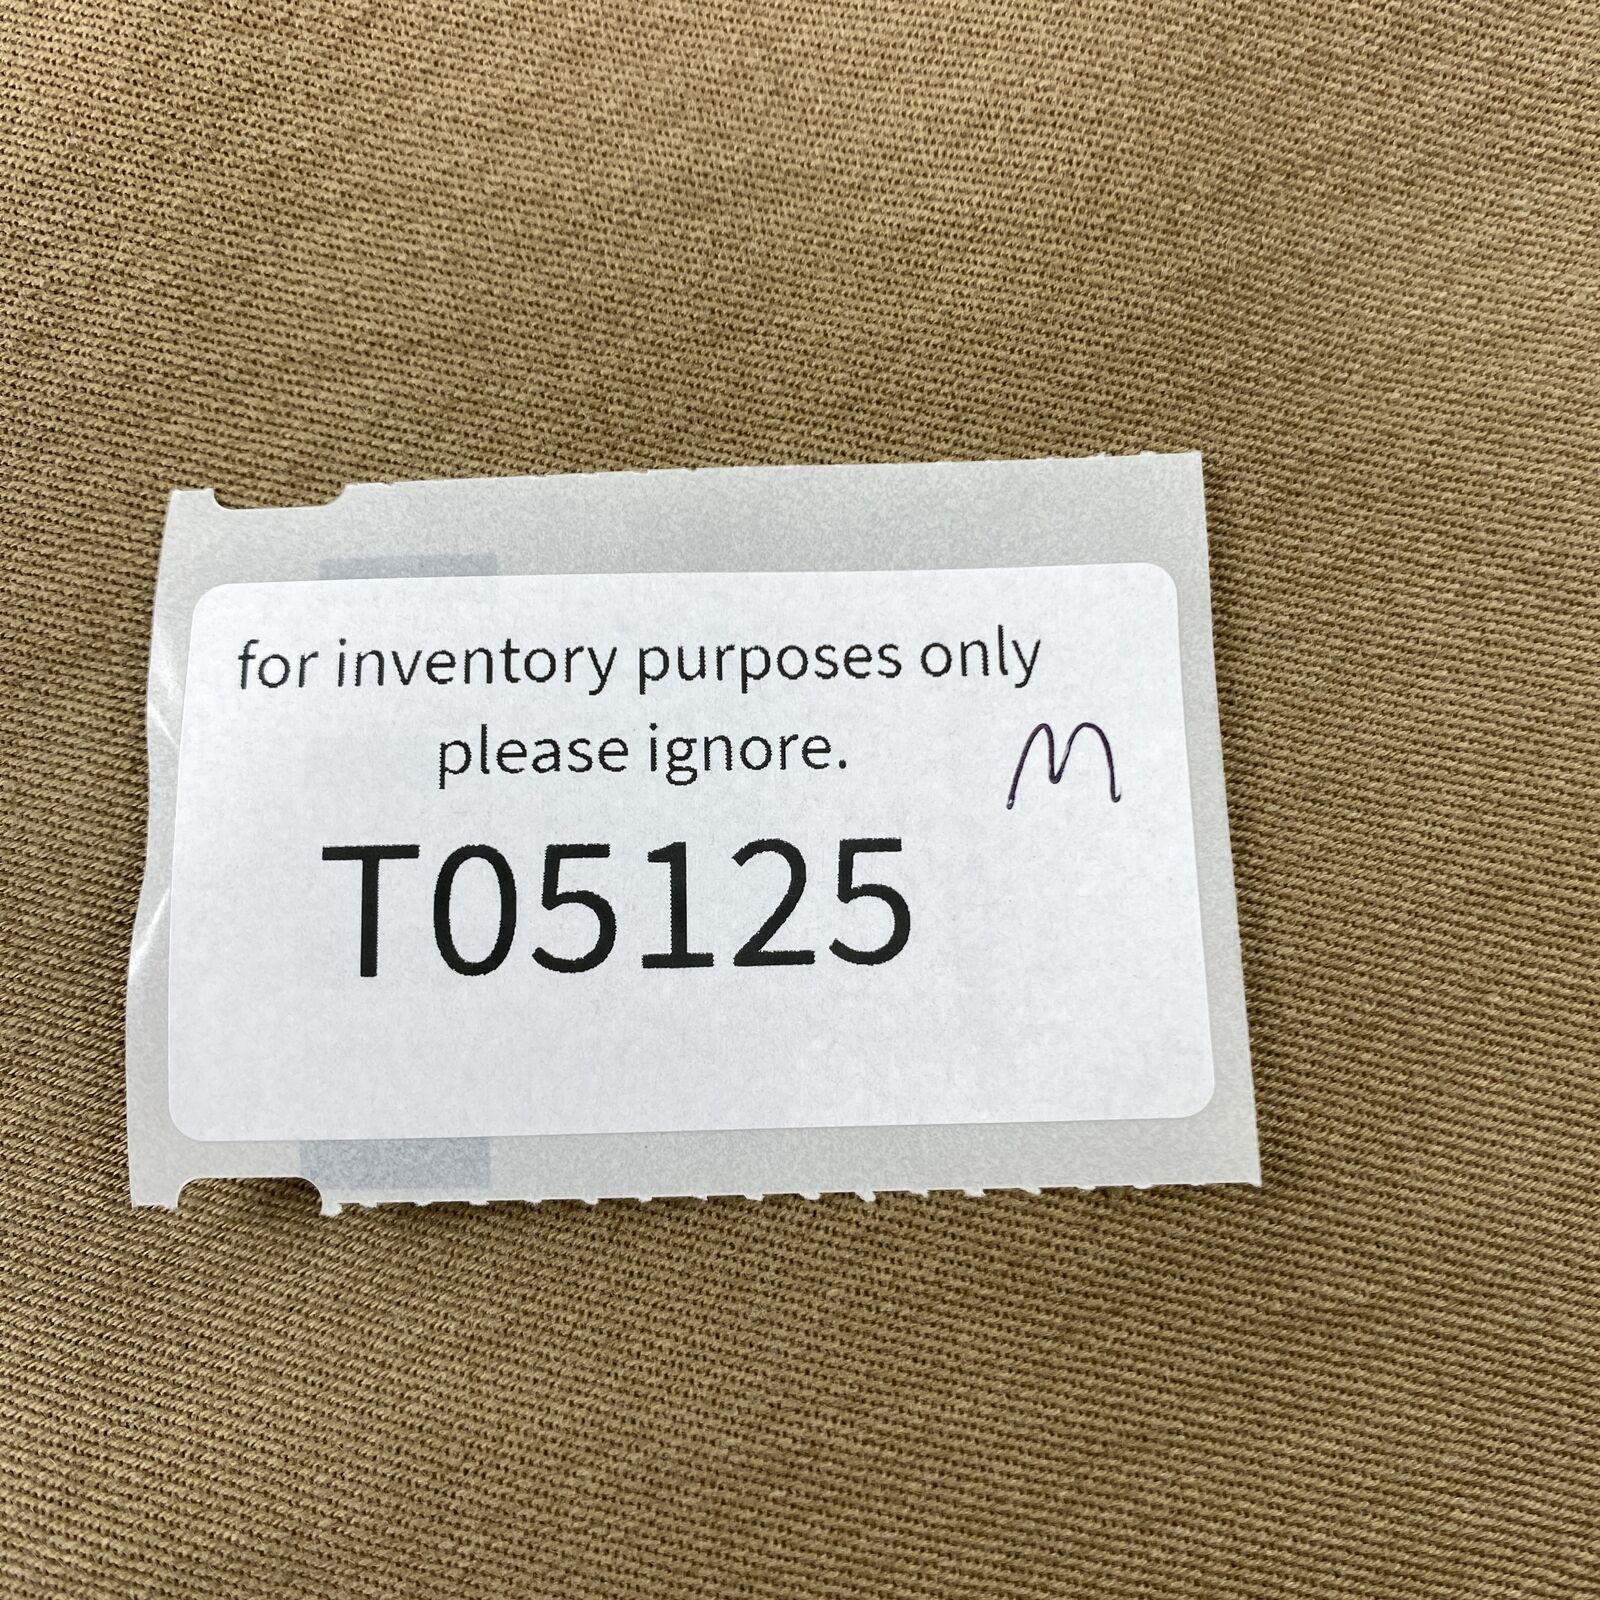 for inventory purposes only
please ignore.
M
T05125